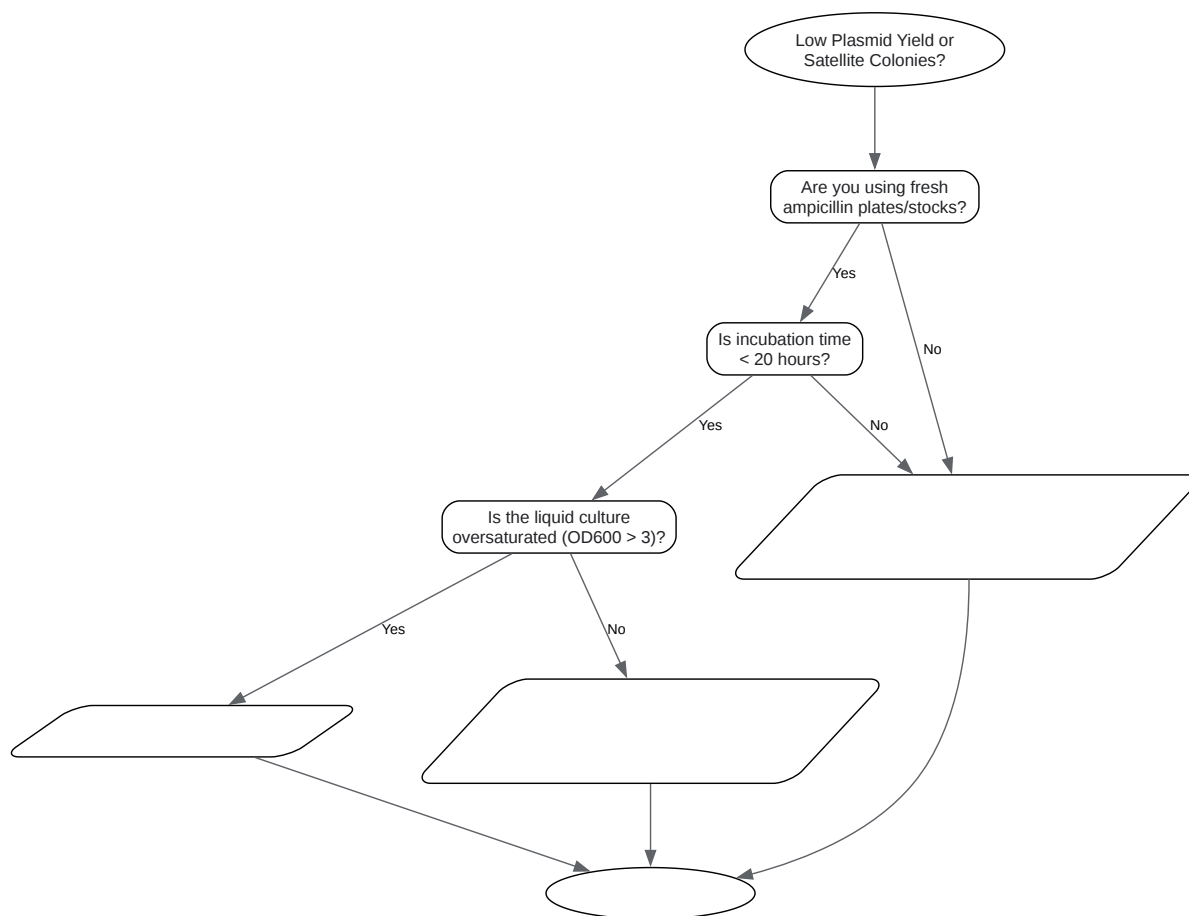 Low Plasmid Yield or
Satellite Colonies?
Are you using fresh
ampicillin plates/stocks?
Yes
Is incubation time
< 20 hours?
No
Yes
No
Is the liquid culture
oversaturated (OD600 > 3)?
Yes
No